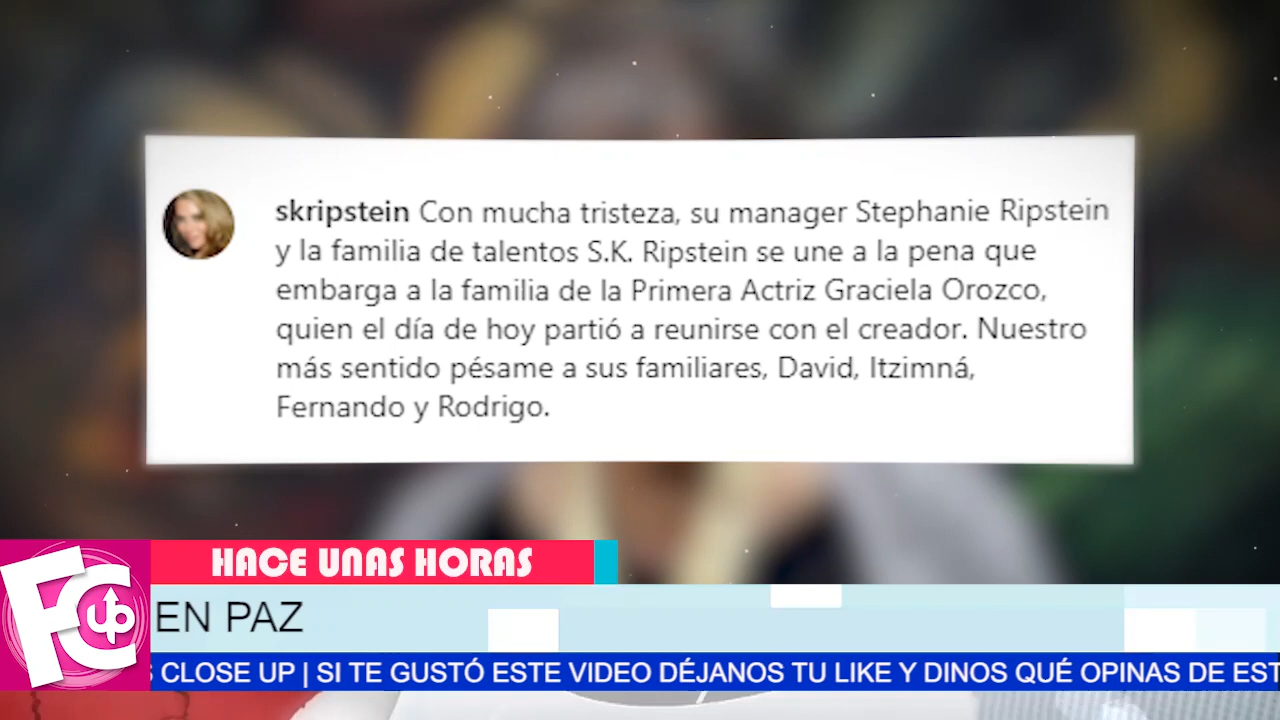 skripstein Con mucha tristeza, su manager Stephanie Ripstein
y la familia de talentos S.K. Ripstein se une a la pena que
embarga a la familia de la Primera Actriz Graciela Orozco,
quien el día de hoy partió a reunirse con el creador. Nuestro
más sentido pésame a sus familiares, David, Itzimná,
Fernando y Rodrigo.
HACE UNAS HORAS
FC up
EN PAZ
CLOSE UP | SI TE GUSTÓ ESTE VIDEO DÉJANOS TU LIKE Y DINOS QUÉ OPINAS DE EST